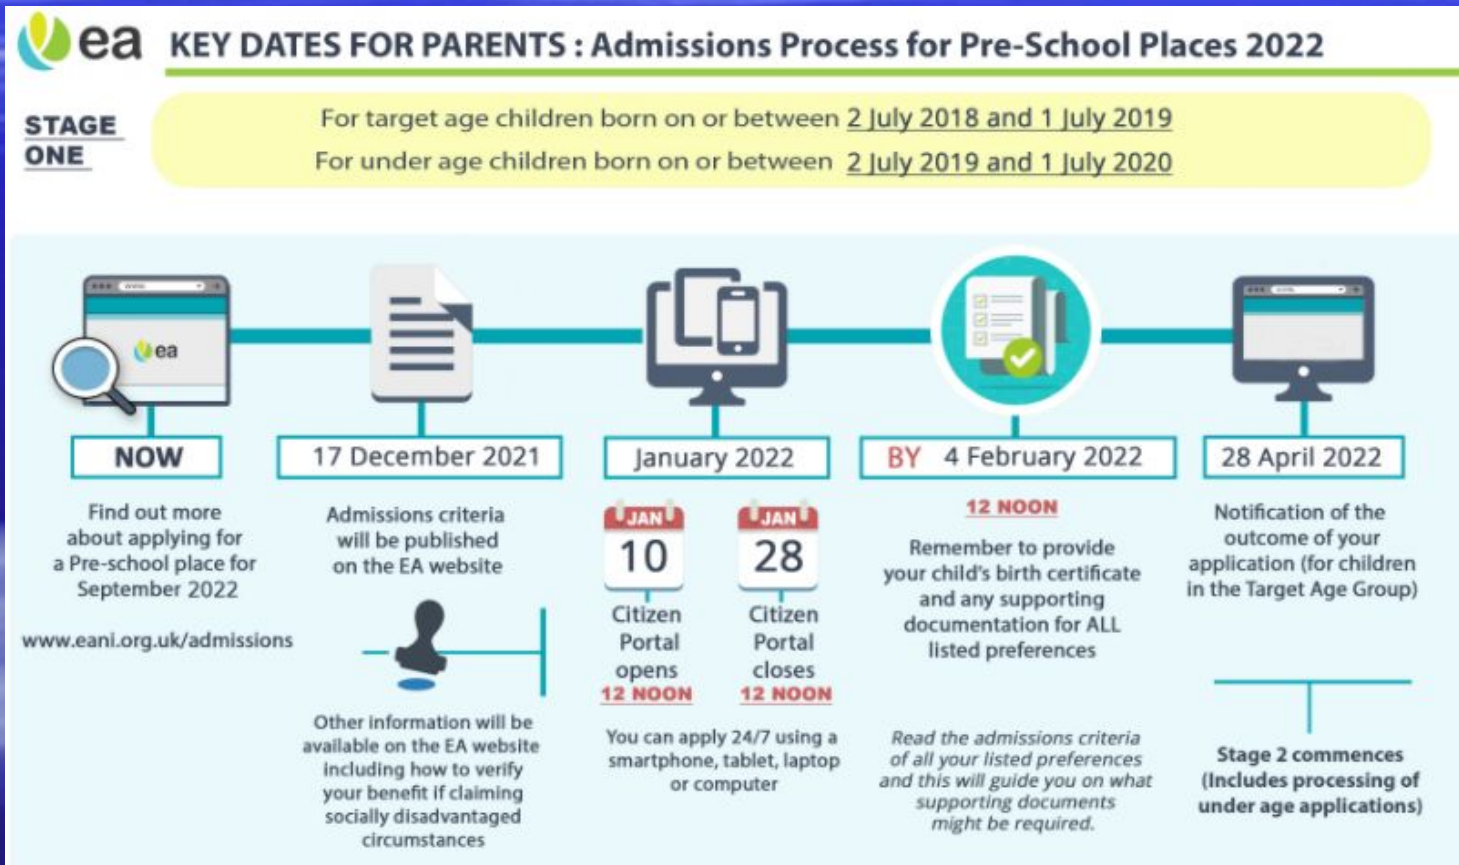 ea KEY DATES FOR PARENTS : Admissions Process for Pre-School Places 2022
STAGE
ONE
For target age children born on or between 2 July 2018 and 1 July 2019
For under age children born on or between 2 July 2019 and 1 July 2020
www.
ea
NOW
Find out more
about applying for
a Pre-school place for
September 2022
www.eani.org.uk/admissions
17 December 2021
Admissions criteria
will be published
on the EA website
Other information will be
available on the EA website
including how to verify
your benefit if claiming
socially disadvantaged
circumstances
January 2022
JAN
10
Citizen
Portal
opens
12 NOON
JAN
28
Citizen
Portal
closes
12 NOON
You can apply 24/7 using a
smartphone, tablet, laptop
or computer
BY 4 February 2022
12 NOON
Remember to provide
your child's birth certificate
and any supporting
documentation for ALL
listed preferences
Read the admissions criteria
of all your listed preferences
and this will guide you on what
supporting documents
might be required.
www.
28 April 2022
Notification of the
outcome of your
application (for children
in the Target Age Group)
Stage 2 commences
(Includes processing of
under age applications)